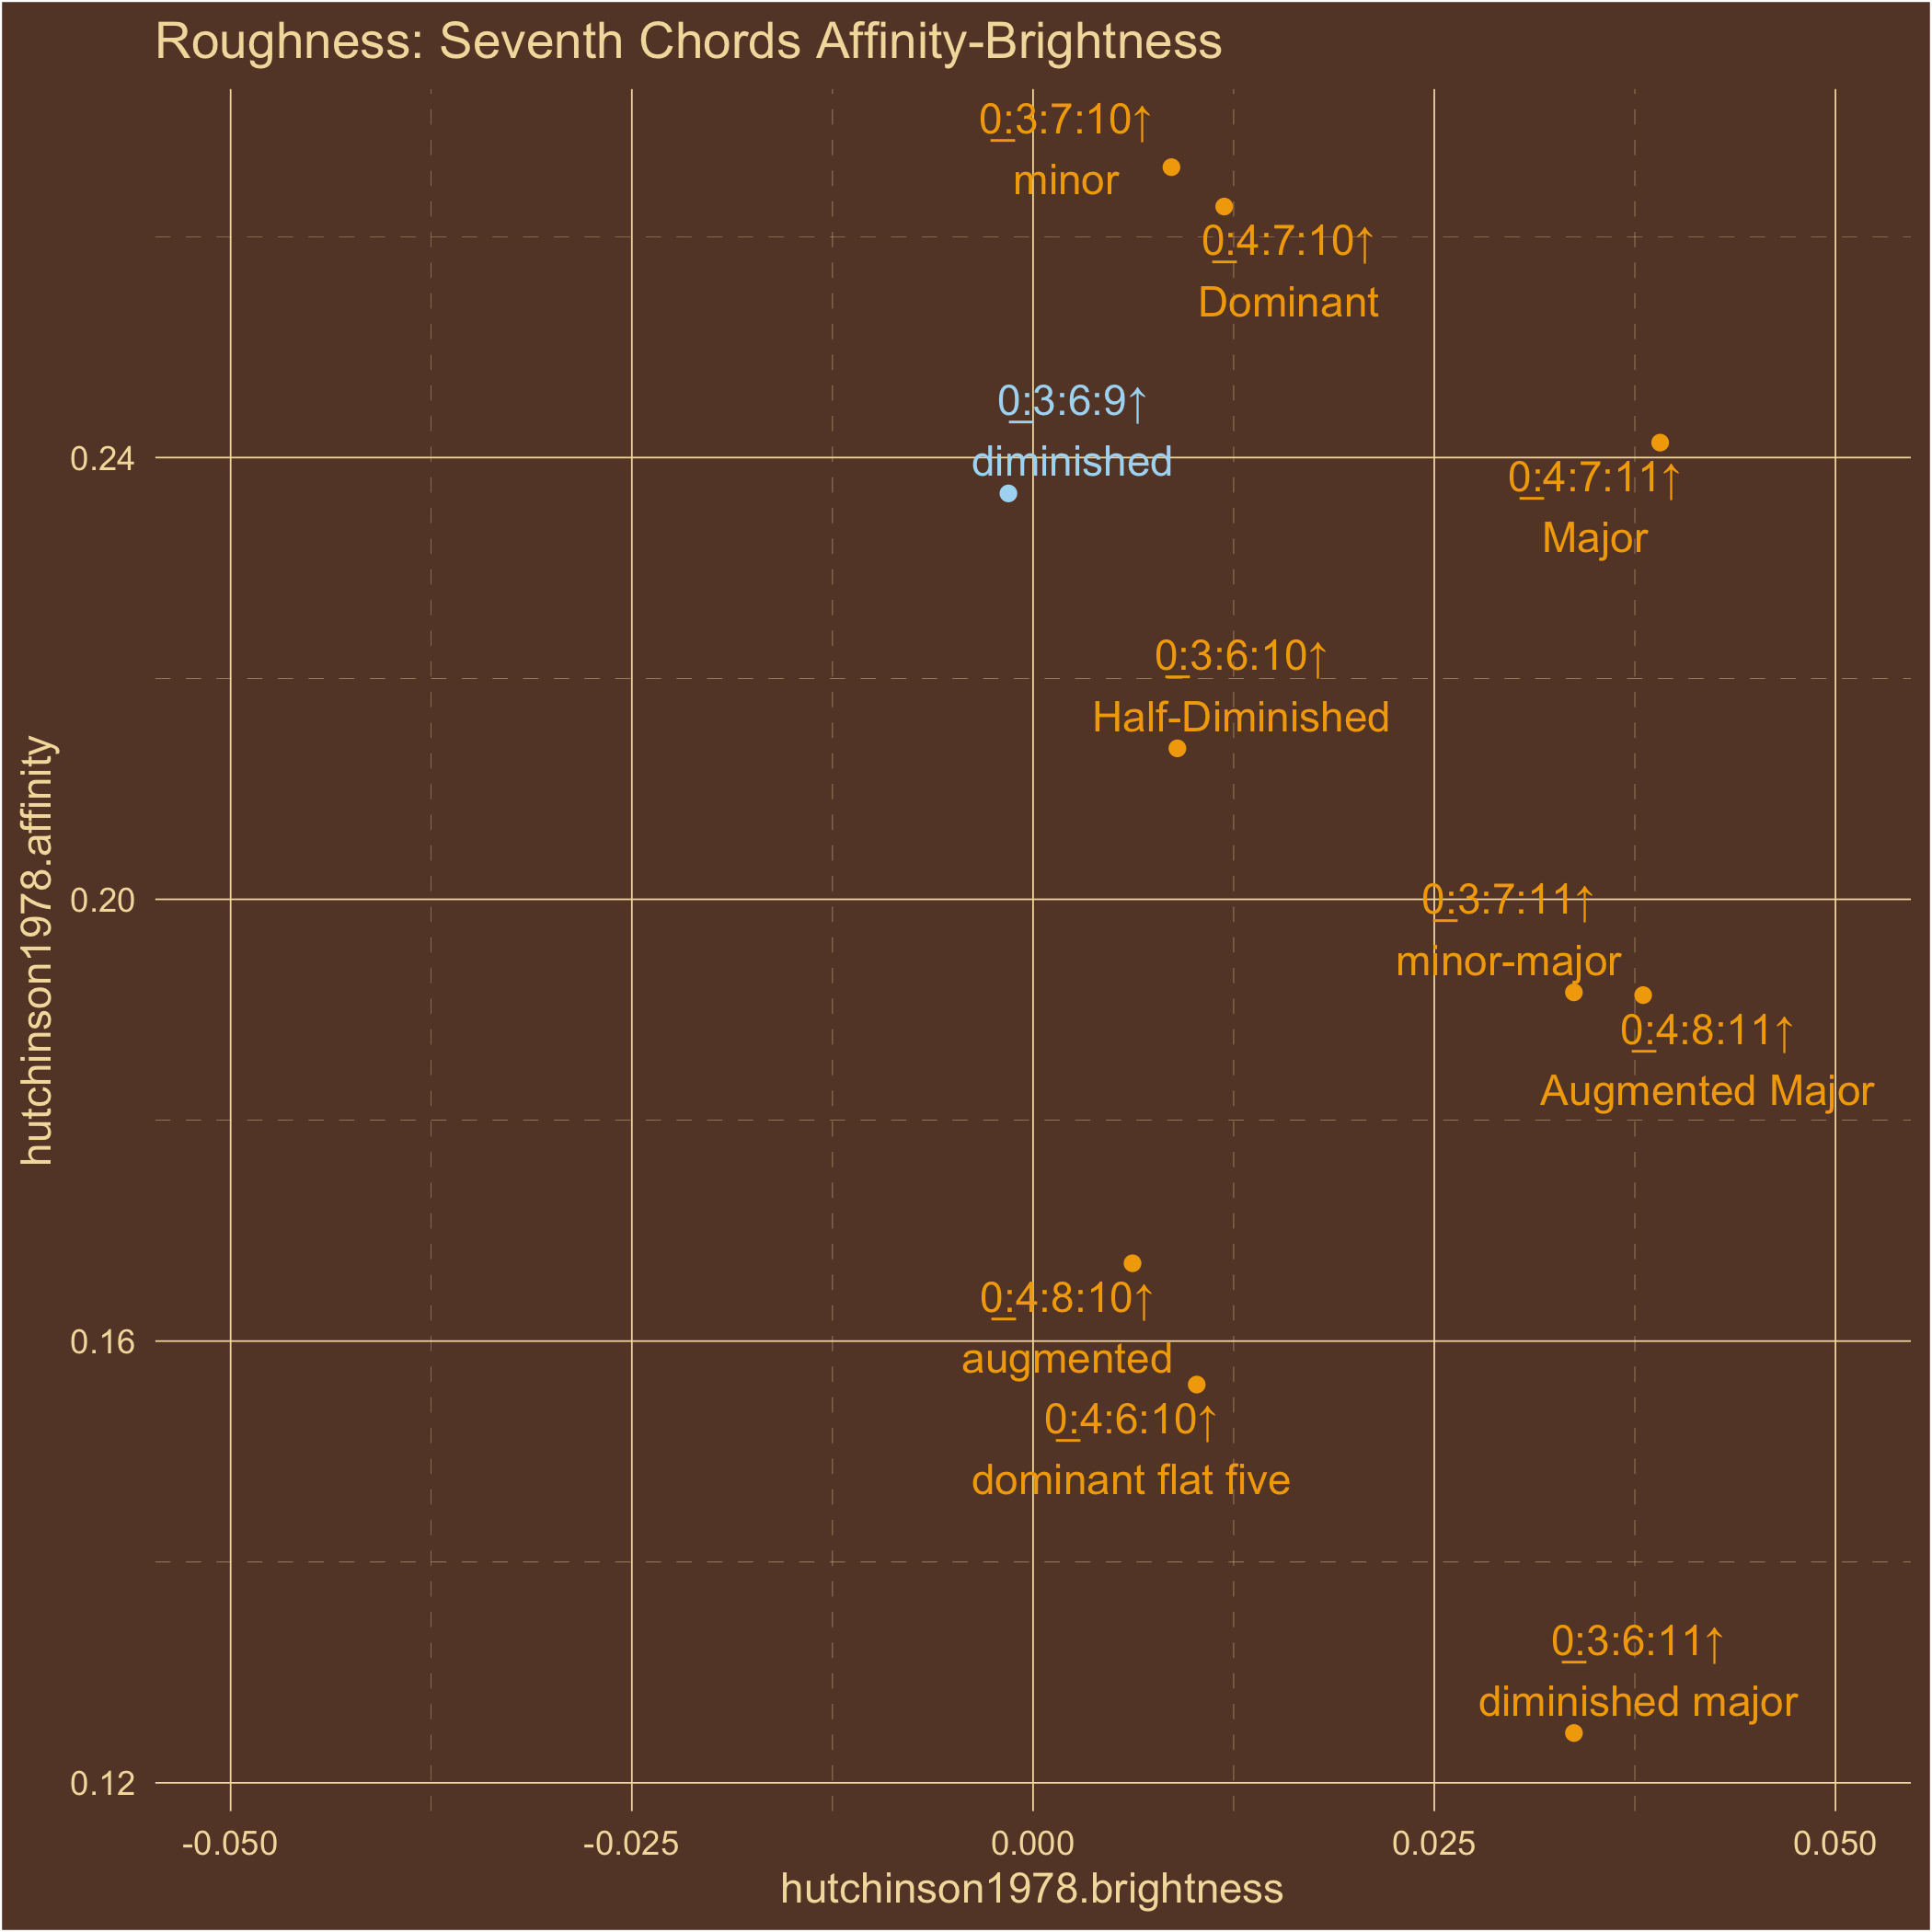 Roughness: Seventh Chords Affinity-Brightness
0:3:7:10↑
minor
0:4:7:10↑
Dominant
0:3:6:9↑
diminished
0:4:7:11↑
Major
0:3:6:10↑
Half-Diminished
0:3:7:11↑
minor-major
0:4:8:11↑
Augmented Major
0:4:8:10↑
augmented
0:4:6:10↑
dominant flat five
0:3:6:11↑
diminished major
0.24
0.20
0.16
0.12
hutchinson1978.affinity
-0.050 -0.025 0.000 0.025 0.050
hutchinson1978.brightness